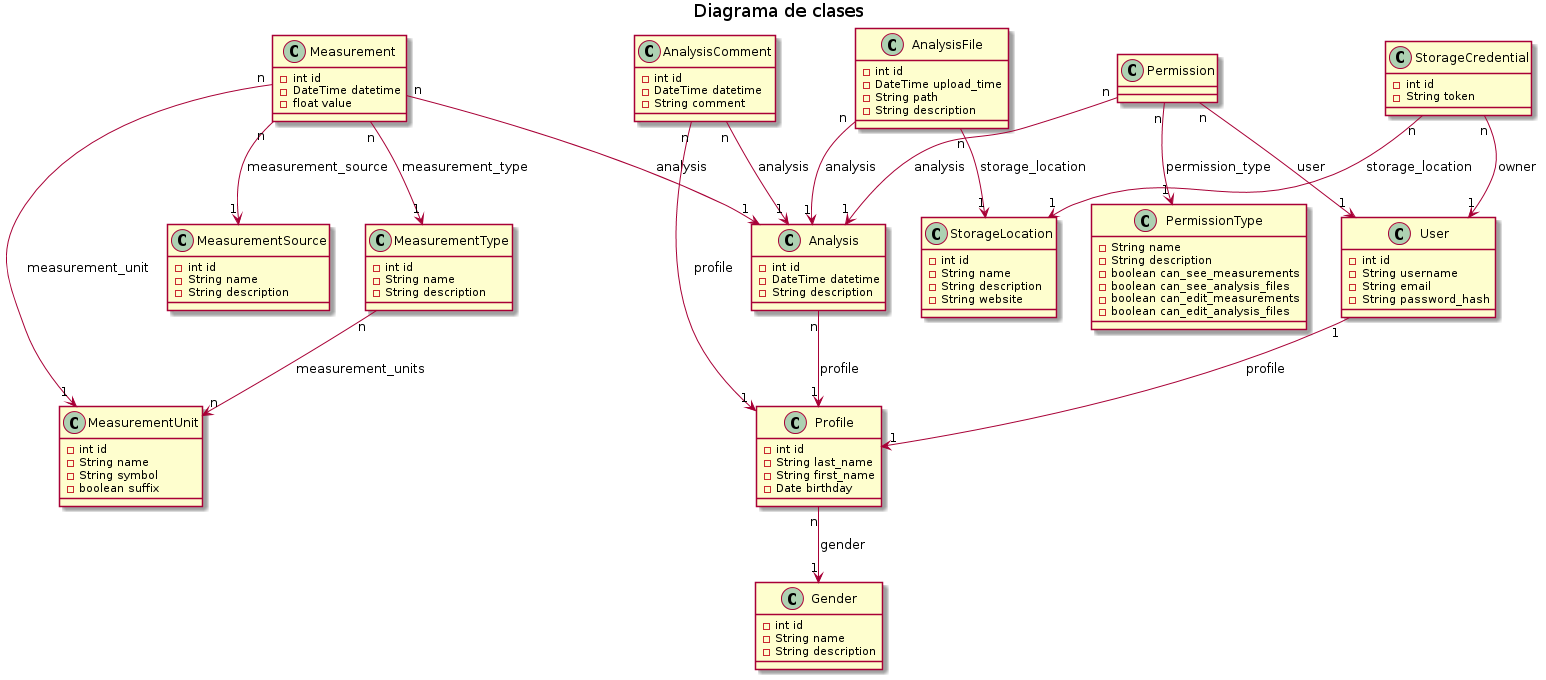 Diagrama de clases
C Measurement
int id
DateTime datetime
float value
C AnalysisComment
int id
DateTime datetime
String comment
C AnalysisFile
int id
DateTime upload_time
String path
String description
C Permission
C StorageCredential
int id
String token
n
n
n
n
n
n
n
n
n
n
n
n
n
measurement_source
measurement_type
analysis
analysis
analysis
analysis
storage_location
permission_type
user
storage_location
owner
1
1
1
1
1
1
1
1
1
1
1
C MeasurementSource
int id
String name
String description
C MeasurementType
int id
String name
String description
C Analysis
int id
DateTime datetime
String description
C StorageLocation
int id
String name
String description
String website
C PermissionType
String name
String description
boolean can_see_measurements
boolean can_see_analysis_files
boolean can_edit_measurements
boolean can_edit_analysis_files
C User
int id
String username
String email
String password_hash
measurement_unit
profile
n
n
1
measurement_units
profile
profile
1
n
1
1
1
C MeasurementUnit
int id
String name
String symbol
boolean suffix
C Profile
int id
String last_name
String first_name
Date birthday
n
gender
1
C Gender
int id
String name
String description